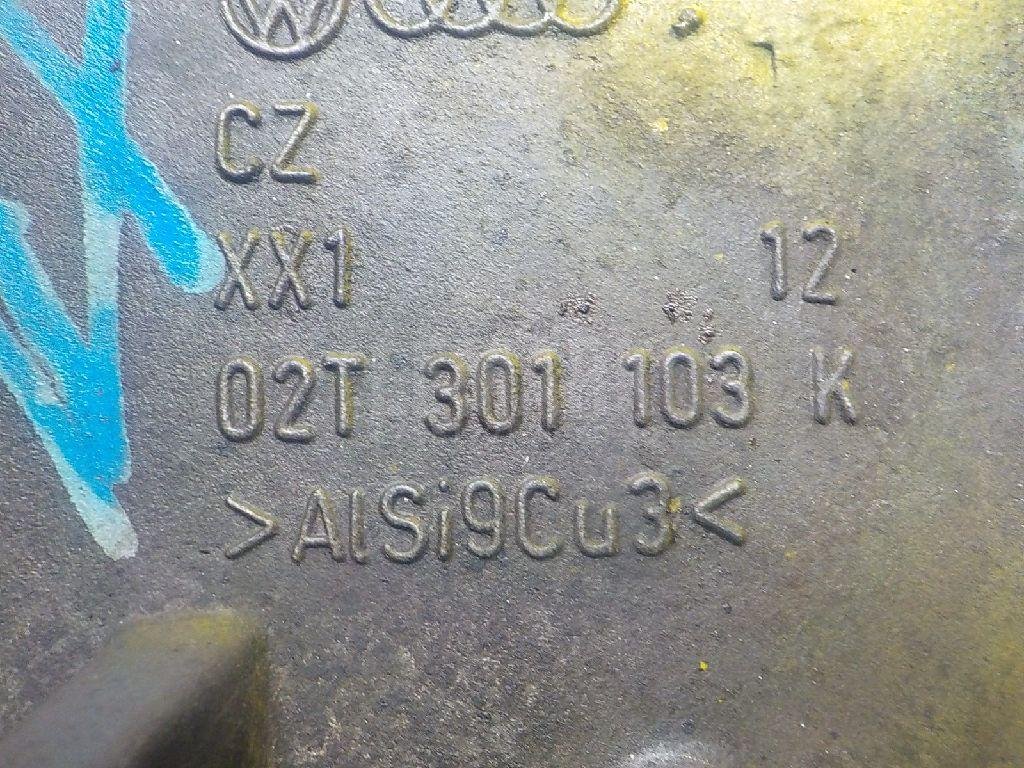 CZ
XX1 12
02T 301 103 K
>AlSi9Cu3<